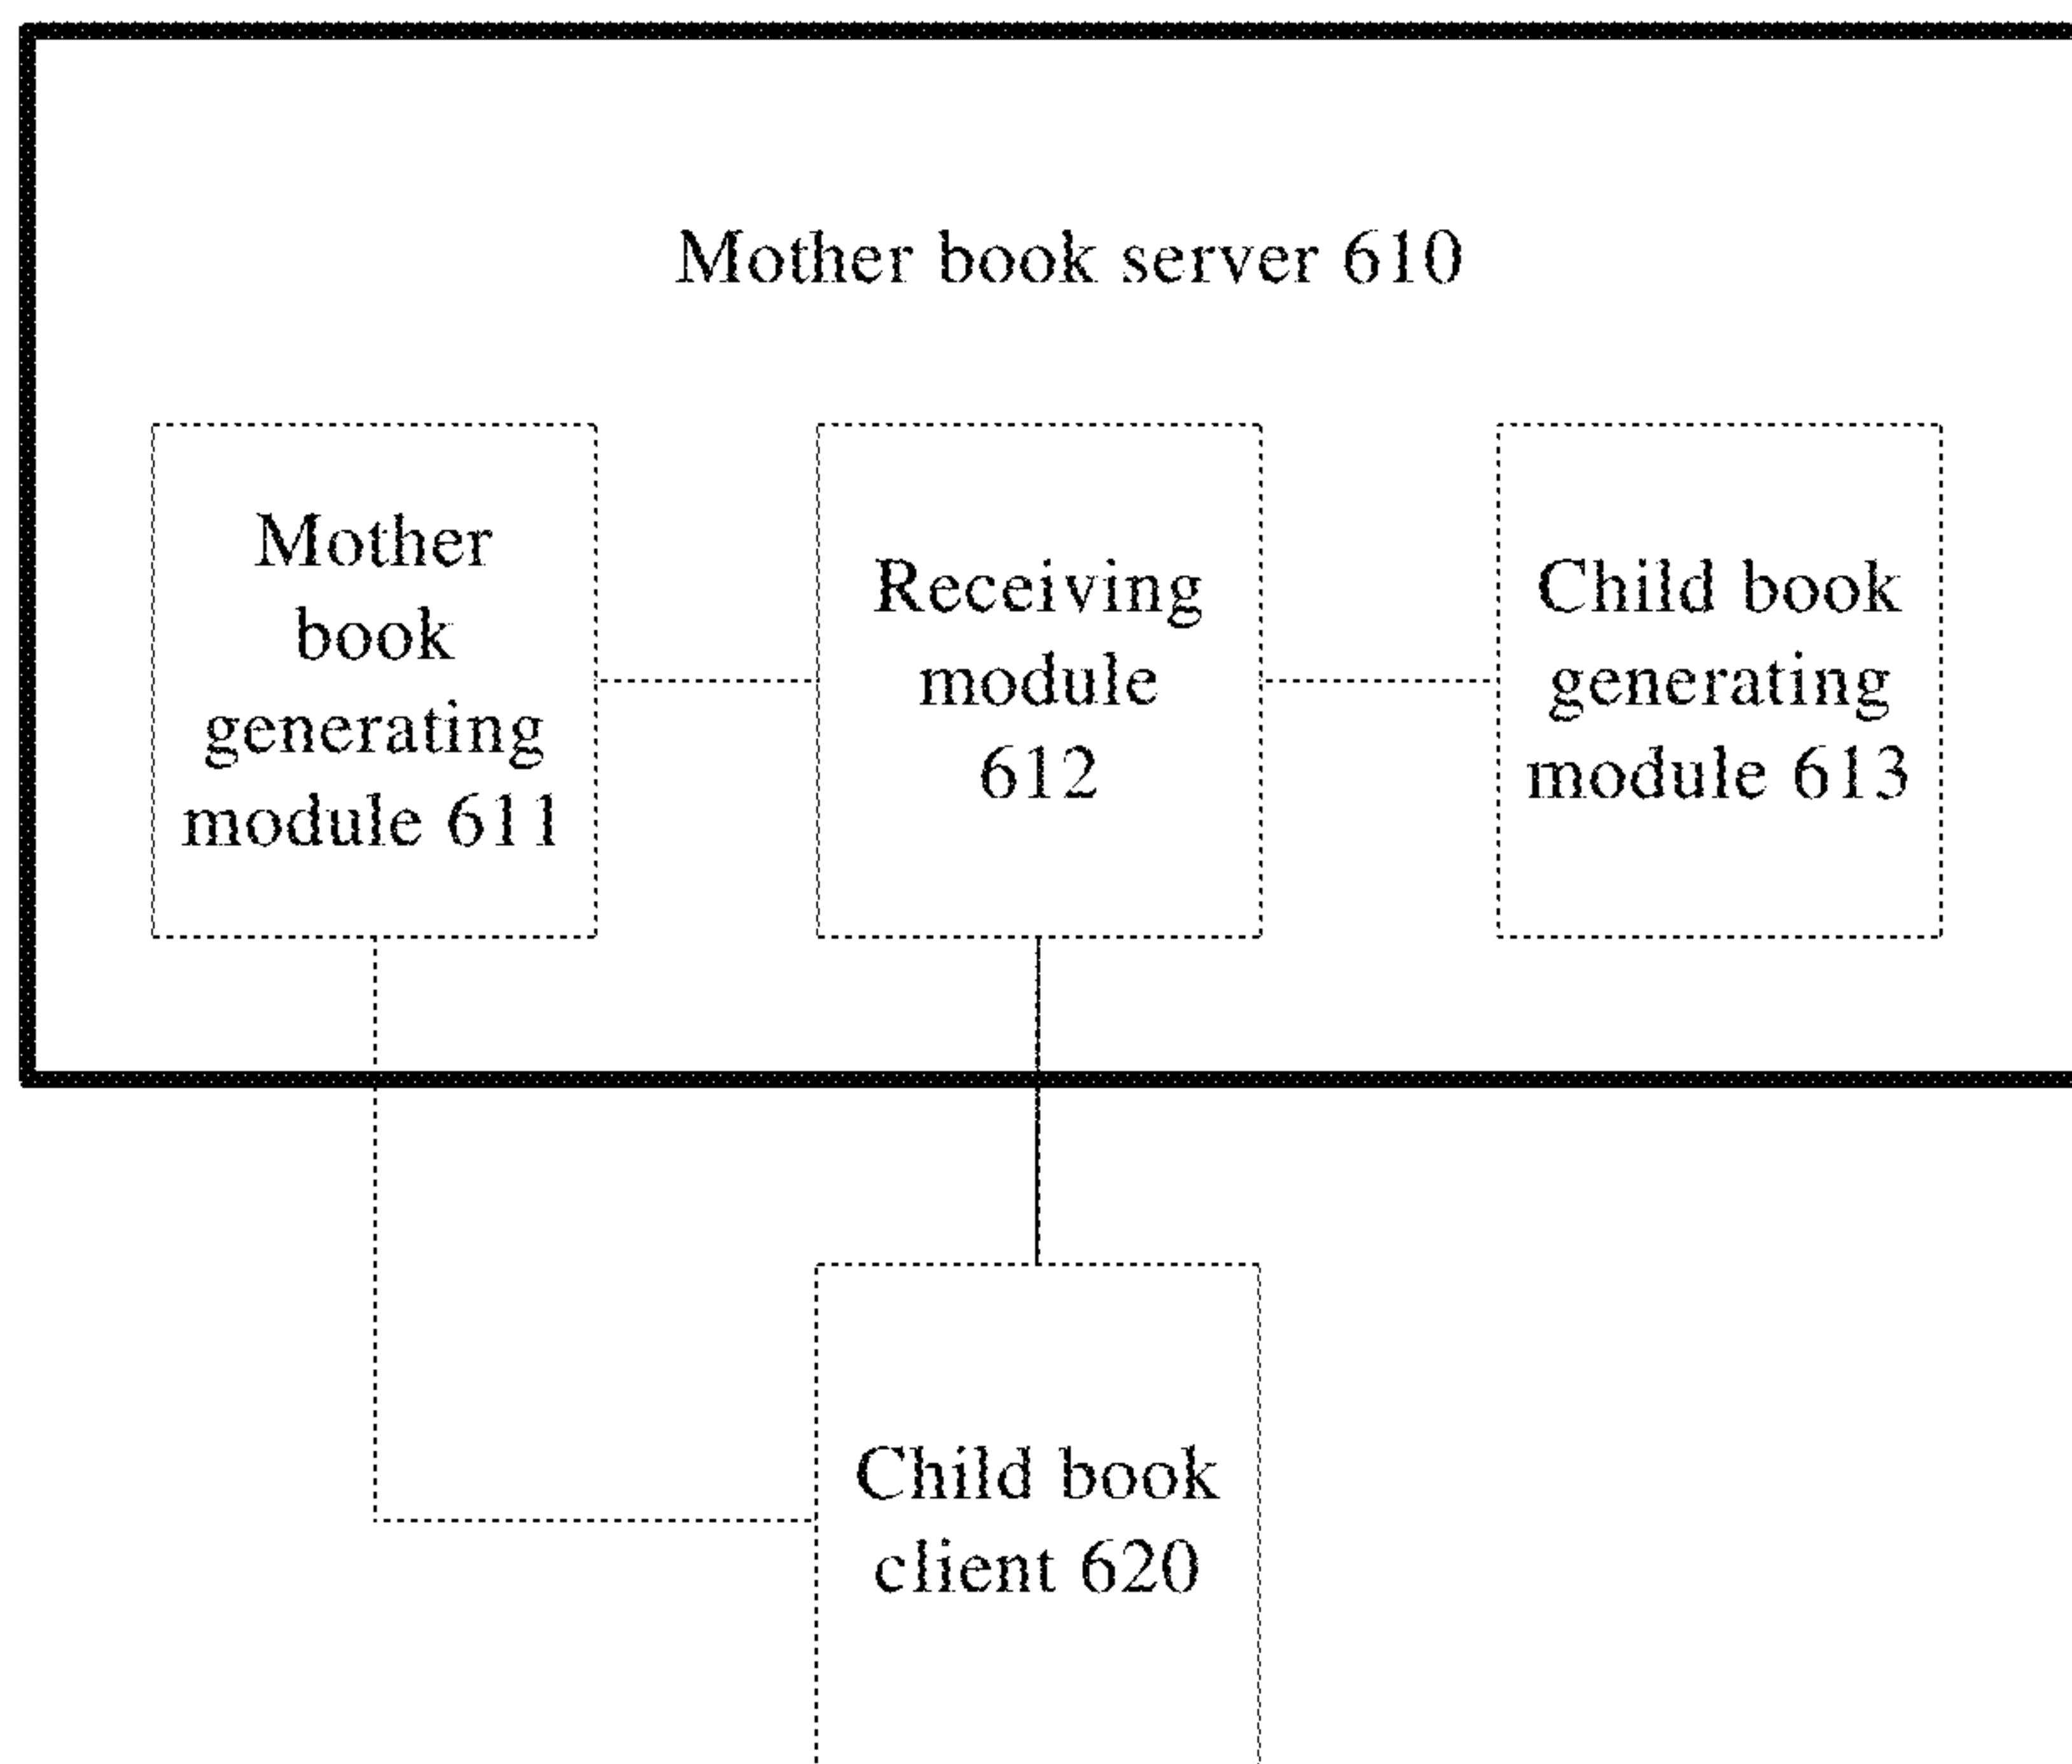 Mother book server 610
Mother
book
generating
module 611
Receiving
module
612
Child book
generating
module 613
Child book
client 620